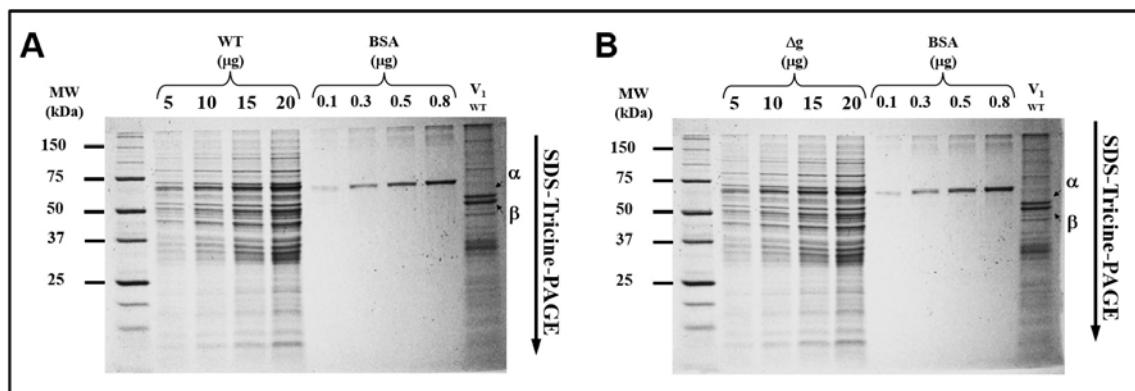 A
WT
(µg)
BSA
(µg)
MW
(kDa)
5 10 15 20
0.1 0.3 0.5 0.8
V1
WT
150
75
50
37
25
α
β
SDS-Tricine-PAGE
B
Δg
(µg)
BSA
(µg)
MW
(kDa)
5 10 15 20
0.1 0.3 0.5 0.8
V1
WT
150
75
50
37
25
α
β
SDS-Tricine-PAGE